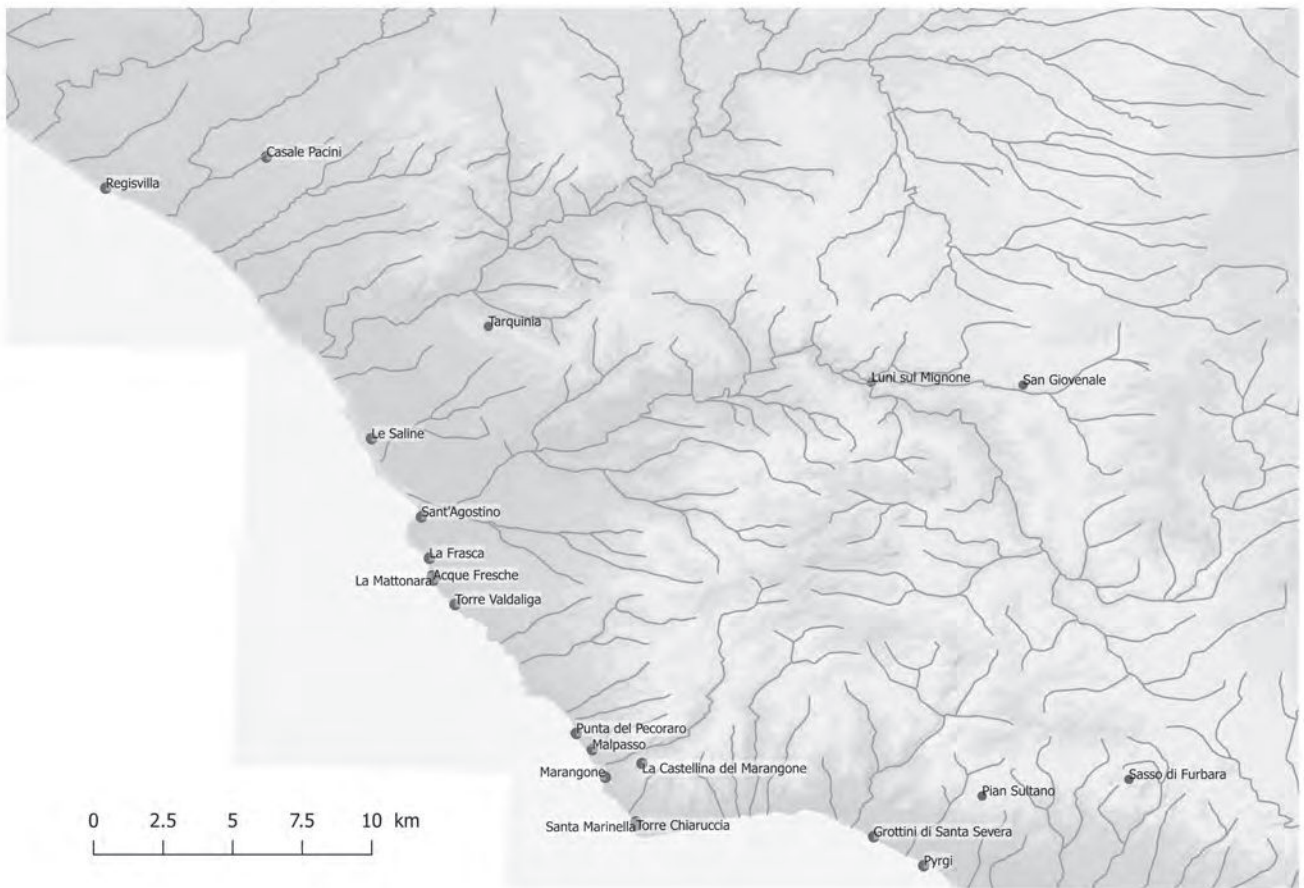 Casale Pacini
Regisvilla
Tarquinia
Luni sul Mignone
San Giovenale
Le Saline
Sant'Agostino
La Frasca
La Mattonara
Acque Fresche
Torre Valdaliga
Punta del Pecoraro
Malpasso
La Castellina del Marangone
Marangone
Sasso di Furbara
Pian Sultano
Santa Marinella
Torre Chiaruccia
Grottini di Santa Severa
Pyrgi
0 2.5 5 7.5 10 km